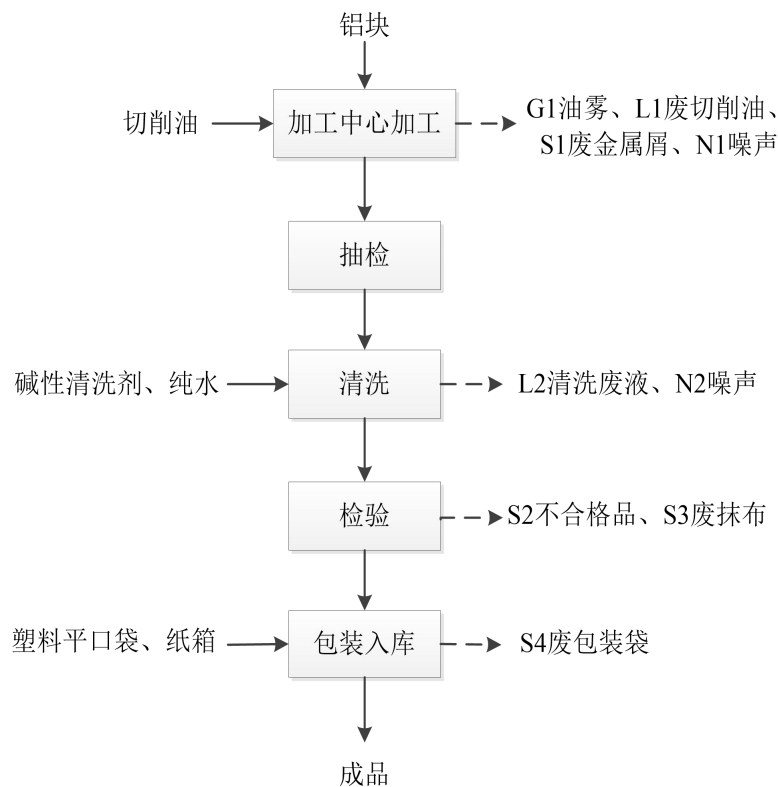 铝块
切削油
加工中心加工
G1油雾、L1废切削油、
S1废金属屑、N1噪声
抽检
碱性清洗剂、纯水
清洗
L2清洗废液、N2噪声
检验
S2不合格品、S3废抹布
塑料平口袋、纸箱
包装入库
S4废包装袋
成品